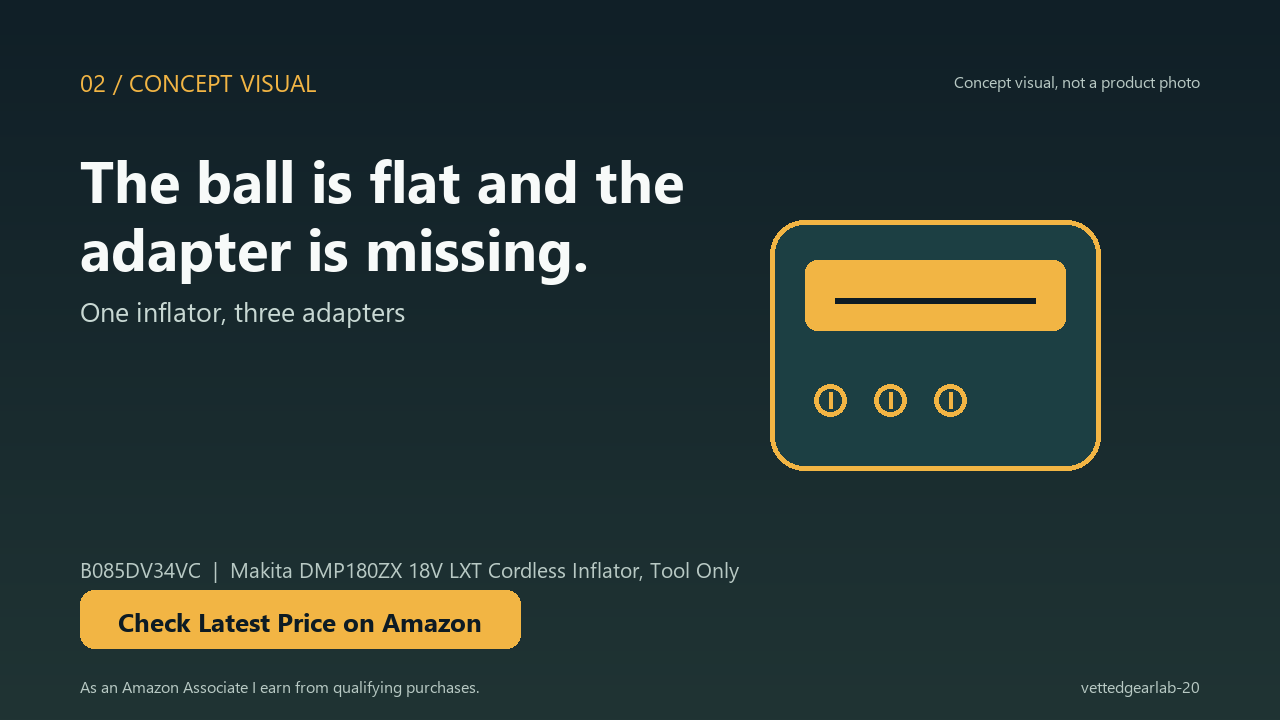 02 / CONCEPT VISUAL
Concept visual, not a product photo
The ball is flat and the
adapter is missing.
One inflator, three adapters
B085DV34VC | Makita DMP180ZX 18V LXT Cordless Inflator, Tool Only
Check Latest Price on Amazon
As an Amazon Associate I earn from qualifying purchases.
vettedgearlab-20